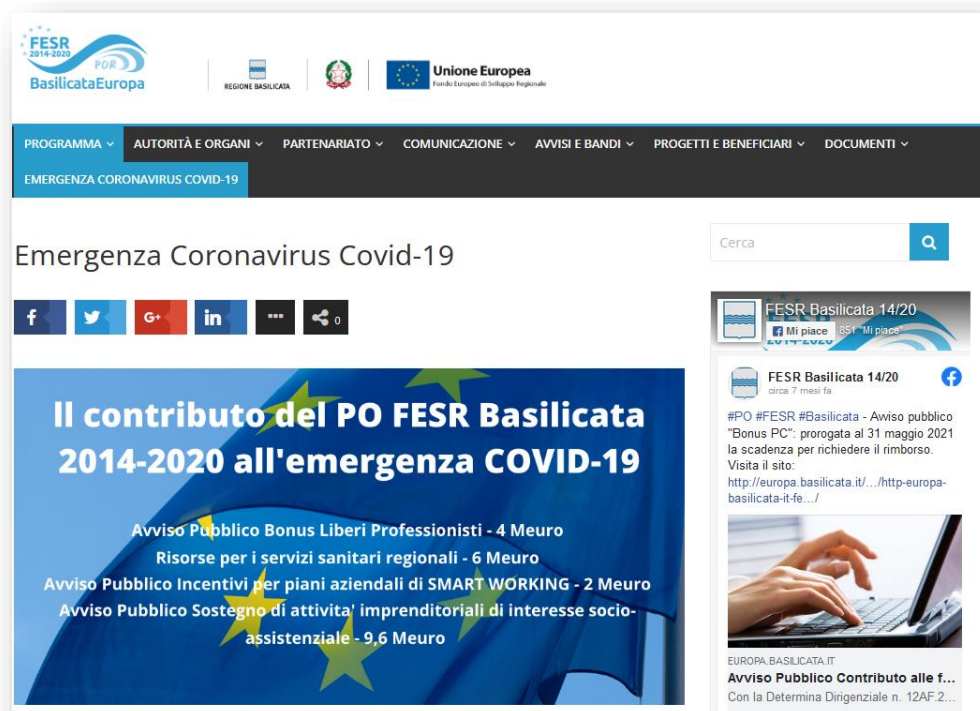 FESR
2014-2020
POR
BasilicataEuropa
REGIONE BASILICATA
Unione Europea
Fondo Europeo di Sviluppo Regionale
PROGRAMMA
AUTORITÀ E ORGANI
PARTENARIATO
COMUNICAZIONE
AVVISI E BANDI
PROGETTI E BENEFICIARI
DOCUMENTI
EMERGENZA CORONAVIRUS COVID-19
Emergenza Coronavirus Covid-19
f
G+
in
0
Il contributo del PO FESR Basilicata
2014-2020 all'emergenza COVID-19
Avviso Pubblico Bonus Liberi Professionisti - 4 Meuro
Risorse per i servizi sanitari regionali - 6 Meuro
Avviso Pubblico Incentivi per piani aziendali di SMART WORKING - 2 Meuro
Avviso Pubblico Sostegno di attivita' imprenditoriali di interesse socio-
assistenziale - 9,6 Meuro
Cerca
FESR Basilicata 14/20
Mi piace
851 "Mi piace"
2014-2020
FESR Basilicata 14/20
circa 7 mesi fa
#PO #FESR #Basilicata - Avviso pubblico
"Bonus PC": prorogata al 31 maggio 2021
la scadenza per richiedere il rimborso.
Visita il sito:
http://europa.basilicata.it/.../http-europa-
basilicata-it-fe.../
EUROPA.BASILICATA.IT
Avviso Pubblico Contributo alle f...
Con la Determina Dirigenziale n. 12AF.2...